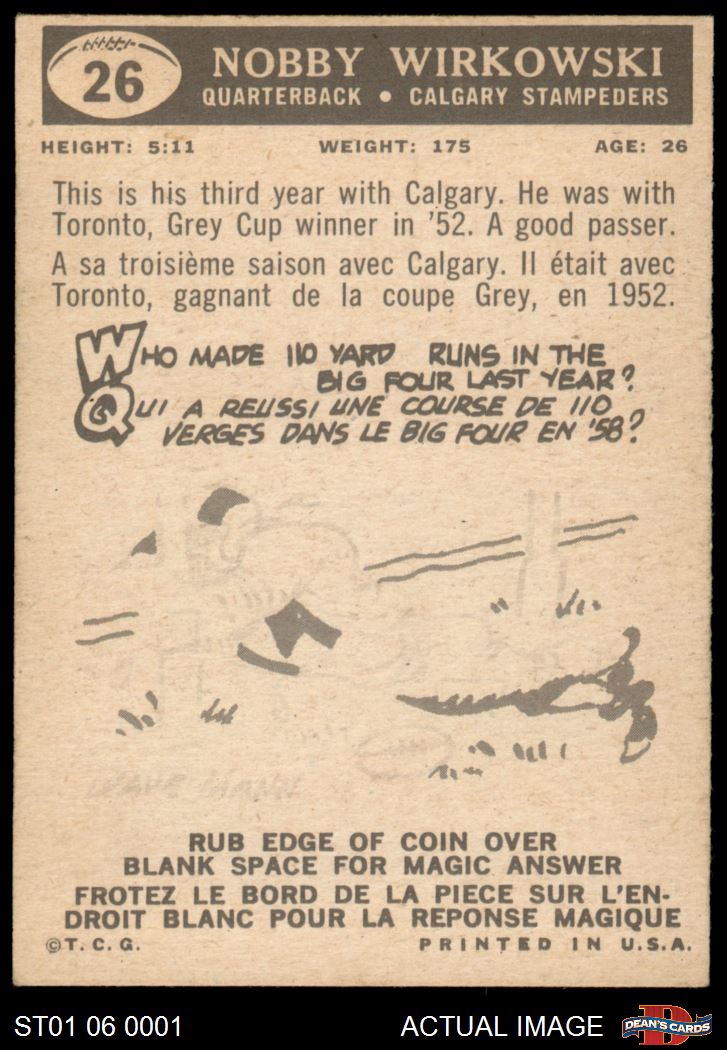 26
NOBBY WIRKOWSKI
QUARTERBACK • CALGARY STAMPEDERS
HEIGHT: 5:11 WEIGHT: 175 AGE: 26
This is his third year with Calgary. He was with
Toronto, Grey Cup winner in '52. A good passer.
A sa troisième saison avec Calgary. Il était avec
Toronto, gagnant de la coupe Grey, en 1952.
WHO MADE 110 YARD RUNS IN THE
BIG FOUR LAST YEAR?
QUI A REUSSI UNE COURSE DE 110
VERGES DANS LE BIG FOUR EN '58?
DAVE MANN
RUB EDGE OF COIN OVER
BLANK SPACE FOR MAGIC ANSWER
FROTEZ LE BORD DE LA PIECE SUR L'EN-
DROIT BLANC POUR LA REPONSE MAGIQUE
©T.C.G. PRINTED IN U.S.A.
ST01 06 0001 ACTUAL IMAGE DEAN'S CARDS